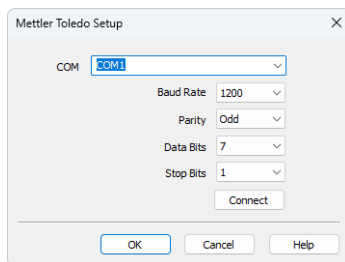 Mettler Toledo Setup
COM COM1
Baud Rate 1200
Parity Odd
Data Bits 7
Stop Bits 1
Connect
OK Cancel Help